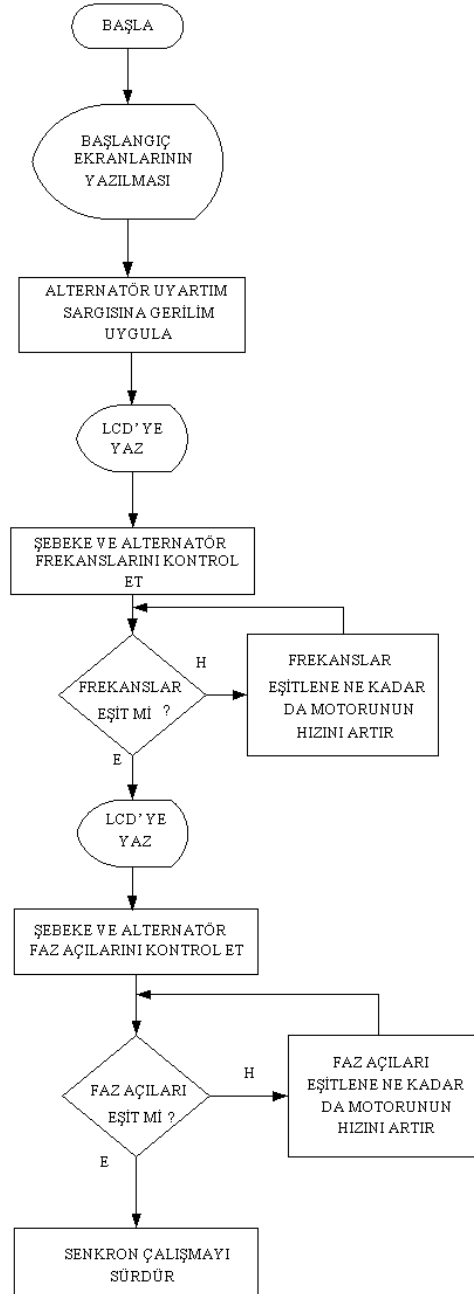 BAŞLA
BAŞLANGIÇ
EKRANLARININ
YAZILMASI
ALTERNATÖR UYARTIM
SARGISINA GERİLİM
UYGULA
LCD'YE
YAZ
ŞEBEKE VE ALTERNATÖR
FREKANSLARINI KONTROL
ET
FREKANSLAR
EŞİT Mİ ?
H
FREKANSLAR
EŞİTLENE NE KADAR
DA MOTORUNUN
HIZINI ARTIR
E
LCD'YE
YAZ
ŞEBEKE VE ALTERNATÖR
FAZ AÇILARINI KONTROL ET
FAZ AÇILARI
EŞİT Mİ ?
H
FAZ AÇILARI
EŞİTLENE NE KADAR
DA MOTORUNUN
HIZINI ARTIR
E
SENKRON ÇALIŞMAYI
SÜRDÜR